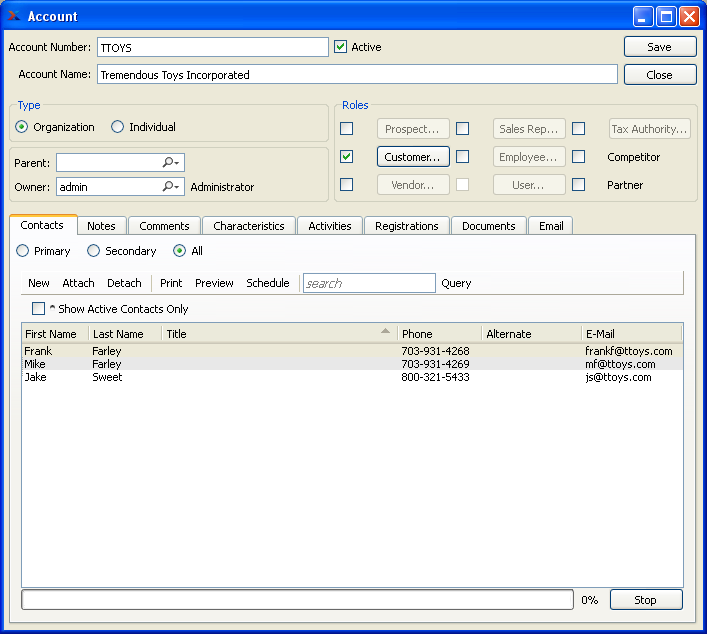 Account
Account Number: TTOYS Active Save
Account Name: Tremendous Toys Incorporated Close
Type Roles
Organization Individual Prospect... Sales Rep... Tax Authority...
Customer... Employee... Competitor
Parent:
Owner: admin Administrator Vendor... User... Partner
Contacts Notes Comments Characteristics Activities Registrations Documents Email
Primary Secondary All
New Attach Detach Print Preview Schedule search Query
* Show Active Contacts Only
First Name Last Name Title Phone Alternate E-Mail
Frank Farley 703-931-4268 frankf@ttoys.com
Mike Farley 703-931-4269 mf@ttoys.com
Jake Sweet 800-321-5433 js@ttoys.com
0% Stop